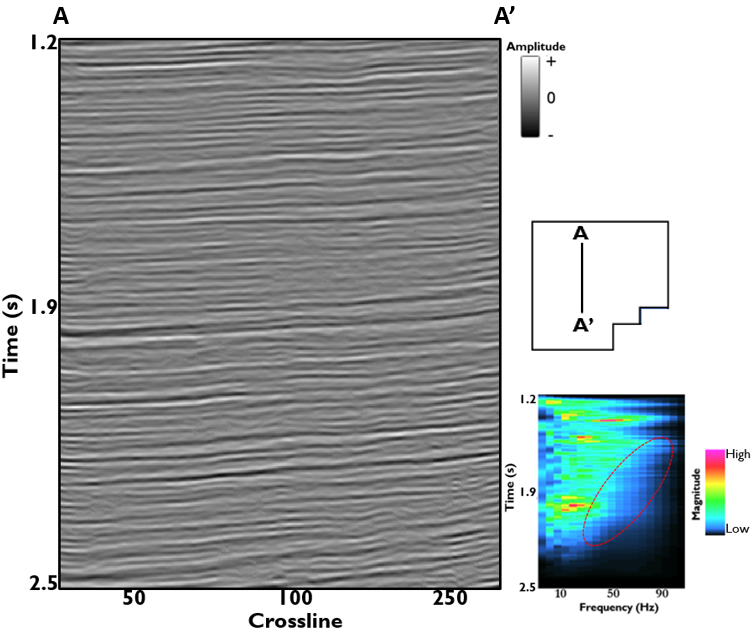 A A’
1.2
1.9
2.5
Time (s)
50 100 250
Crossline
Amplitude
+
0
-
A
A’
1.2
1.9
2.5
Time (s)
10 50 90
Frequency (Hz)
Magnitude
High
Low